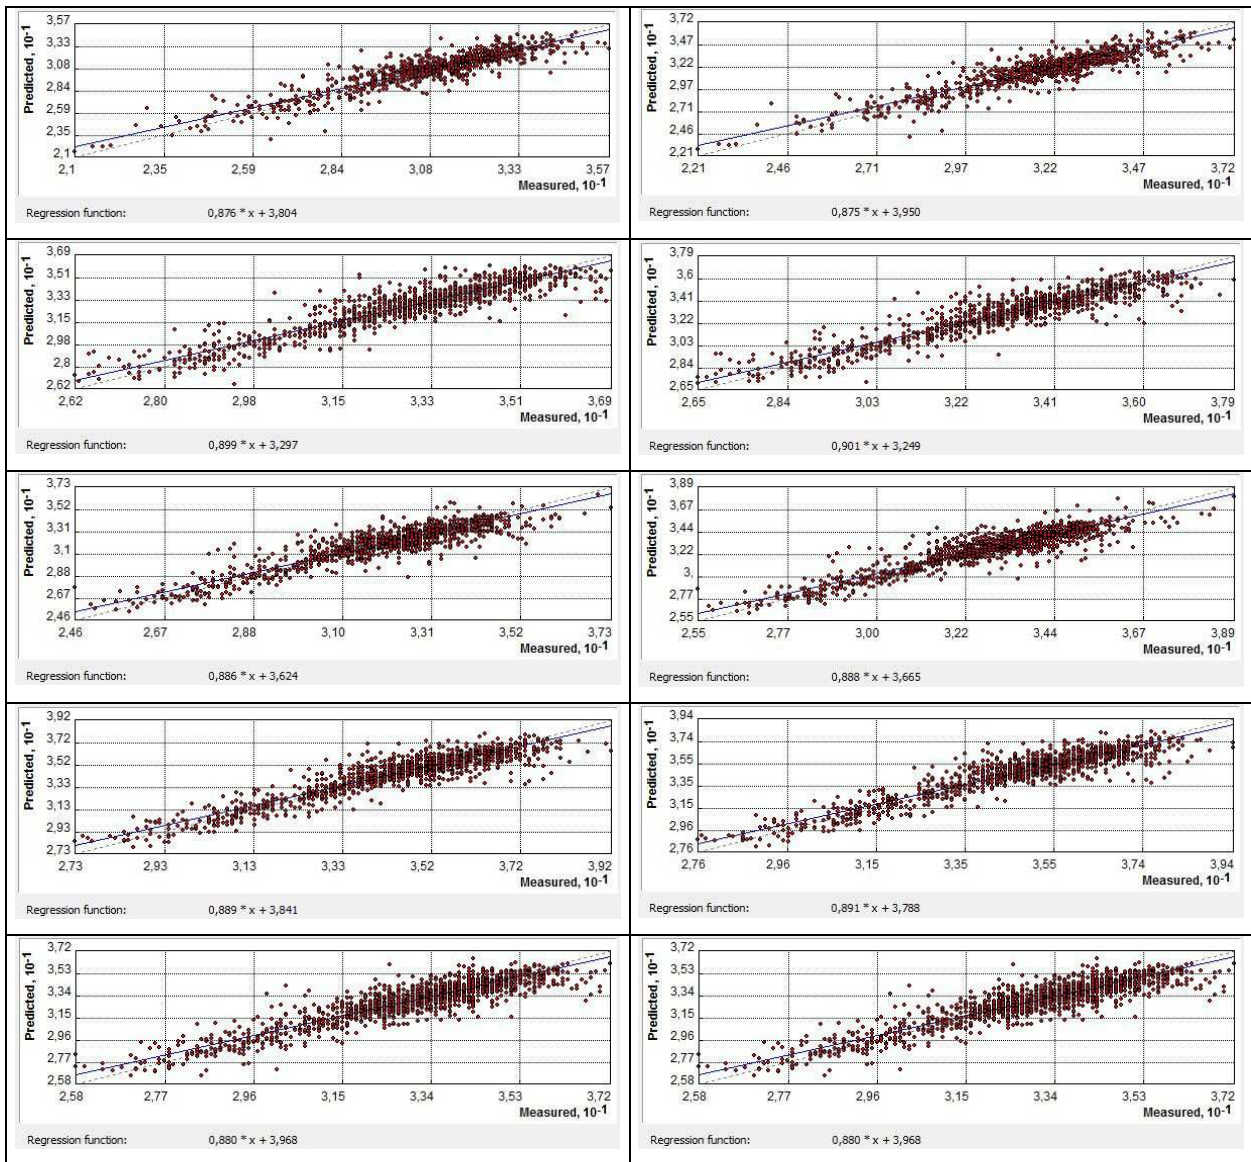 Predicted, 10-1
3,57
3,33
3,08
2,84
2,59
2,35
2,1
2,1 2,35 2,59 2,84 3,08 3,33 3,57
Measured, 10-1
Regression function: 0,876 * x + 3,804
Predicted, 10-1
3,72
3,47
3,22
2,97
2,71
2,46
2,21
2,21 2,46 2,71 2,97 3,22 3,47 3,72
Measured, 10-1
Regression function: 0,875 * x + 3,950
Predicted, 10-1
3,69
3,51
3,33
3,15
2,98
2,8
2,62
2,62 2,80 2,98 3,15 3,33 3,51 3,69
Measured, 10-1
Regression function: 0,899 * x + 3,297
Predicted, 10-1
3,79
3,6
3,41
3,22
3,03
2,84
2,65
2,65 2,84 3,03 3,22 3,41 3,60 3,79
Measured, 10-1
Regression function: 0,901 * x + 3,249
Predicted, 10-1
3,73
3,52
3,31
3,1
2,88
2,67
2,46
2,46 2,67 2,88 3,10 3,31 3,52 3,73
Measured, 10-1
Regression function: 0,886 * x + 3,624
Predicted, 10-1
3,89
3,67
3,44
3,22
3,
2,77
2,55
2,55 2,77 3,00 3,22 3,44 3,67 3,89
Measured, 10-1
Regression function: 0,888 * x + 3,665
Predicted, 10-1
3,92
3,72
3,52
3,33
3,13
2,93
2,73
2,73 2,93 3,13 3,33 3,52 3,72 3,92
Measured, 10-1
Regression function: 0,889 * x + 3,841
Predicted, 10-1
3,94
3,74
3,55
3,35
3,15
2,96
2,76
2,76 2,96 3,15 3,35 3,55 3,74 3,94
Measured, 10-1
Regression function: 0,891 * x + 3,788
Predicted, 10-1
3,72
3,53
3,34
3,15
2,96
2,77
2,58
2,58 2,77 2,96 3,15 3,34 3,53 3,72
Measured, 10-1
Regression function: 0,880 * x + 3,968
Predicted, 10-1
3,72
3,53
3,34
3,15
2,96
2,77
2,58
2,58 2,77 2,96 3,15 3,34 3,53 3,72
Measured, 10-1
Regression function: 0,880 * x + 3,968